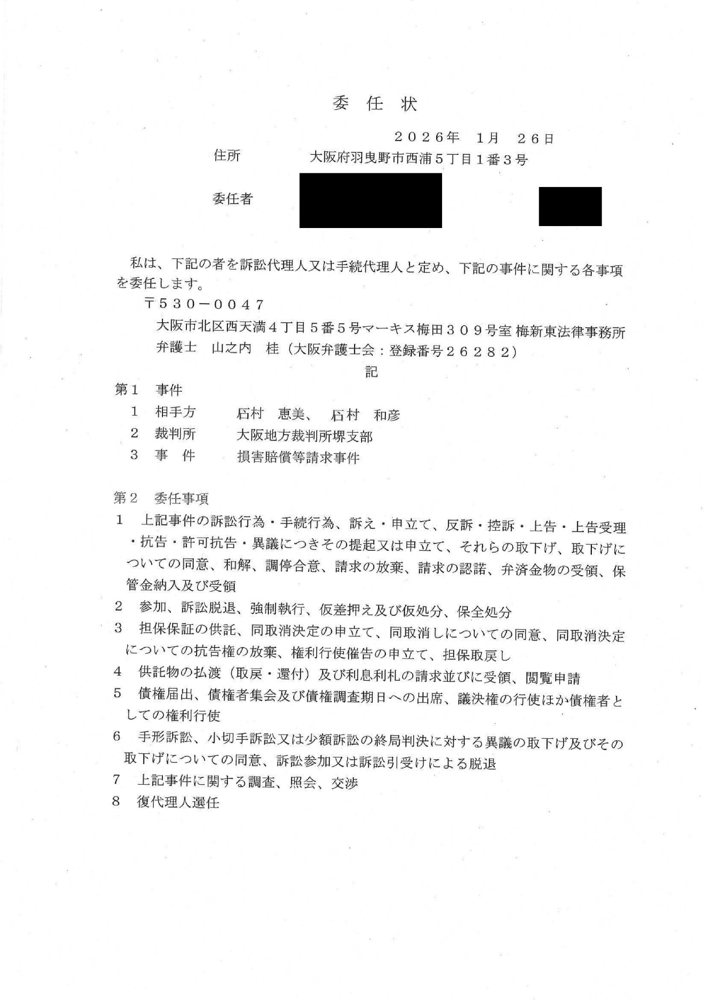 委　任　状
２０２６年　１月　２６日
住所　大阪府羽曳野市西浦５丁目１番３号
委任者
私は、下記の者を訴訟代理人又は手続代理人と定め、下記の事件に関する各事項
を委任します。
〒５３０－００４７
大阪市北区西天満４丁目５番５号マーキス梅田３０９号室 梅新東法律事務所
弁護士　山之内　桂（大阪弁護士会：登録番号２６２８２）
記
第１　事件
１　相手方　石村　恵美、　石村　和彦
２　裁判所　大阪地方裁判所堺支部
３　事　件　損害賠償等請求事件
第２　委任事項
１　上記事件の訴訟行為・手続行為、訴え・申立て、反訴・控訴・上告・上告受理
・抗告・許可抗告・異議につきその提起又は申立て、それらの取下げ、取下げに
ついての同意、和解、調停合意、請求の放棄、請求の認諾、弁済金物の受領、保
管金納入及び受領
２　参加、訴訟脱退、強制執行、仮差押え及び仮処分、保全処分
３　担保保証の供託、同取消決定の申立て、同取消しについての同意、同取消決定
についての抗告権の放棄、権利行使催告の申立て、担保取戻し
４　供託物の払渡（取戻・還付）及び利息利札の請求並びに受領、閲覧申請
５　債権届出、債権者集会及び債権調査期日への出席、議決権の行使ほか債権者と
しての権利行使
６　手形訴訟、小切手訴訟又は少額訴訟の終局判決に対する異議の取下げ及びその
取下げについての同意、訴訟参加又は訴訟引受けによる脱退
７　上記事件に関する調査、照会、交渉
８　復代理人選任